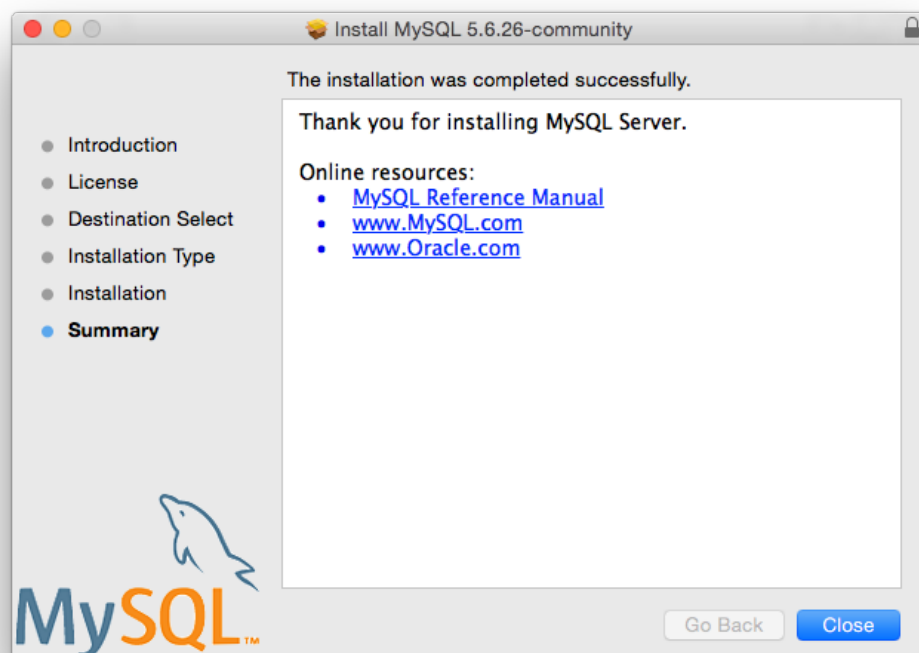 Install MySQL 5.6.26-community
The installation was completed successfully.
Introduction
License
Destination Select
Installation Type
Installation
Summary
Thank you for installing MySQL Server.
Online resources:
• MySQL Reference Manual
• www.MySQL.com
• www.Oracle.com
MySQL™
Go Back
Close